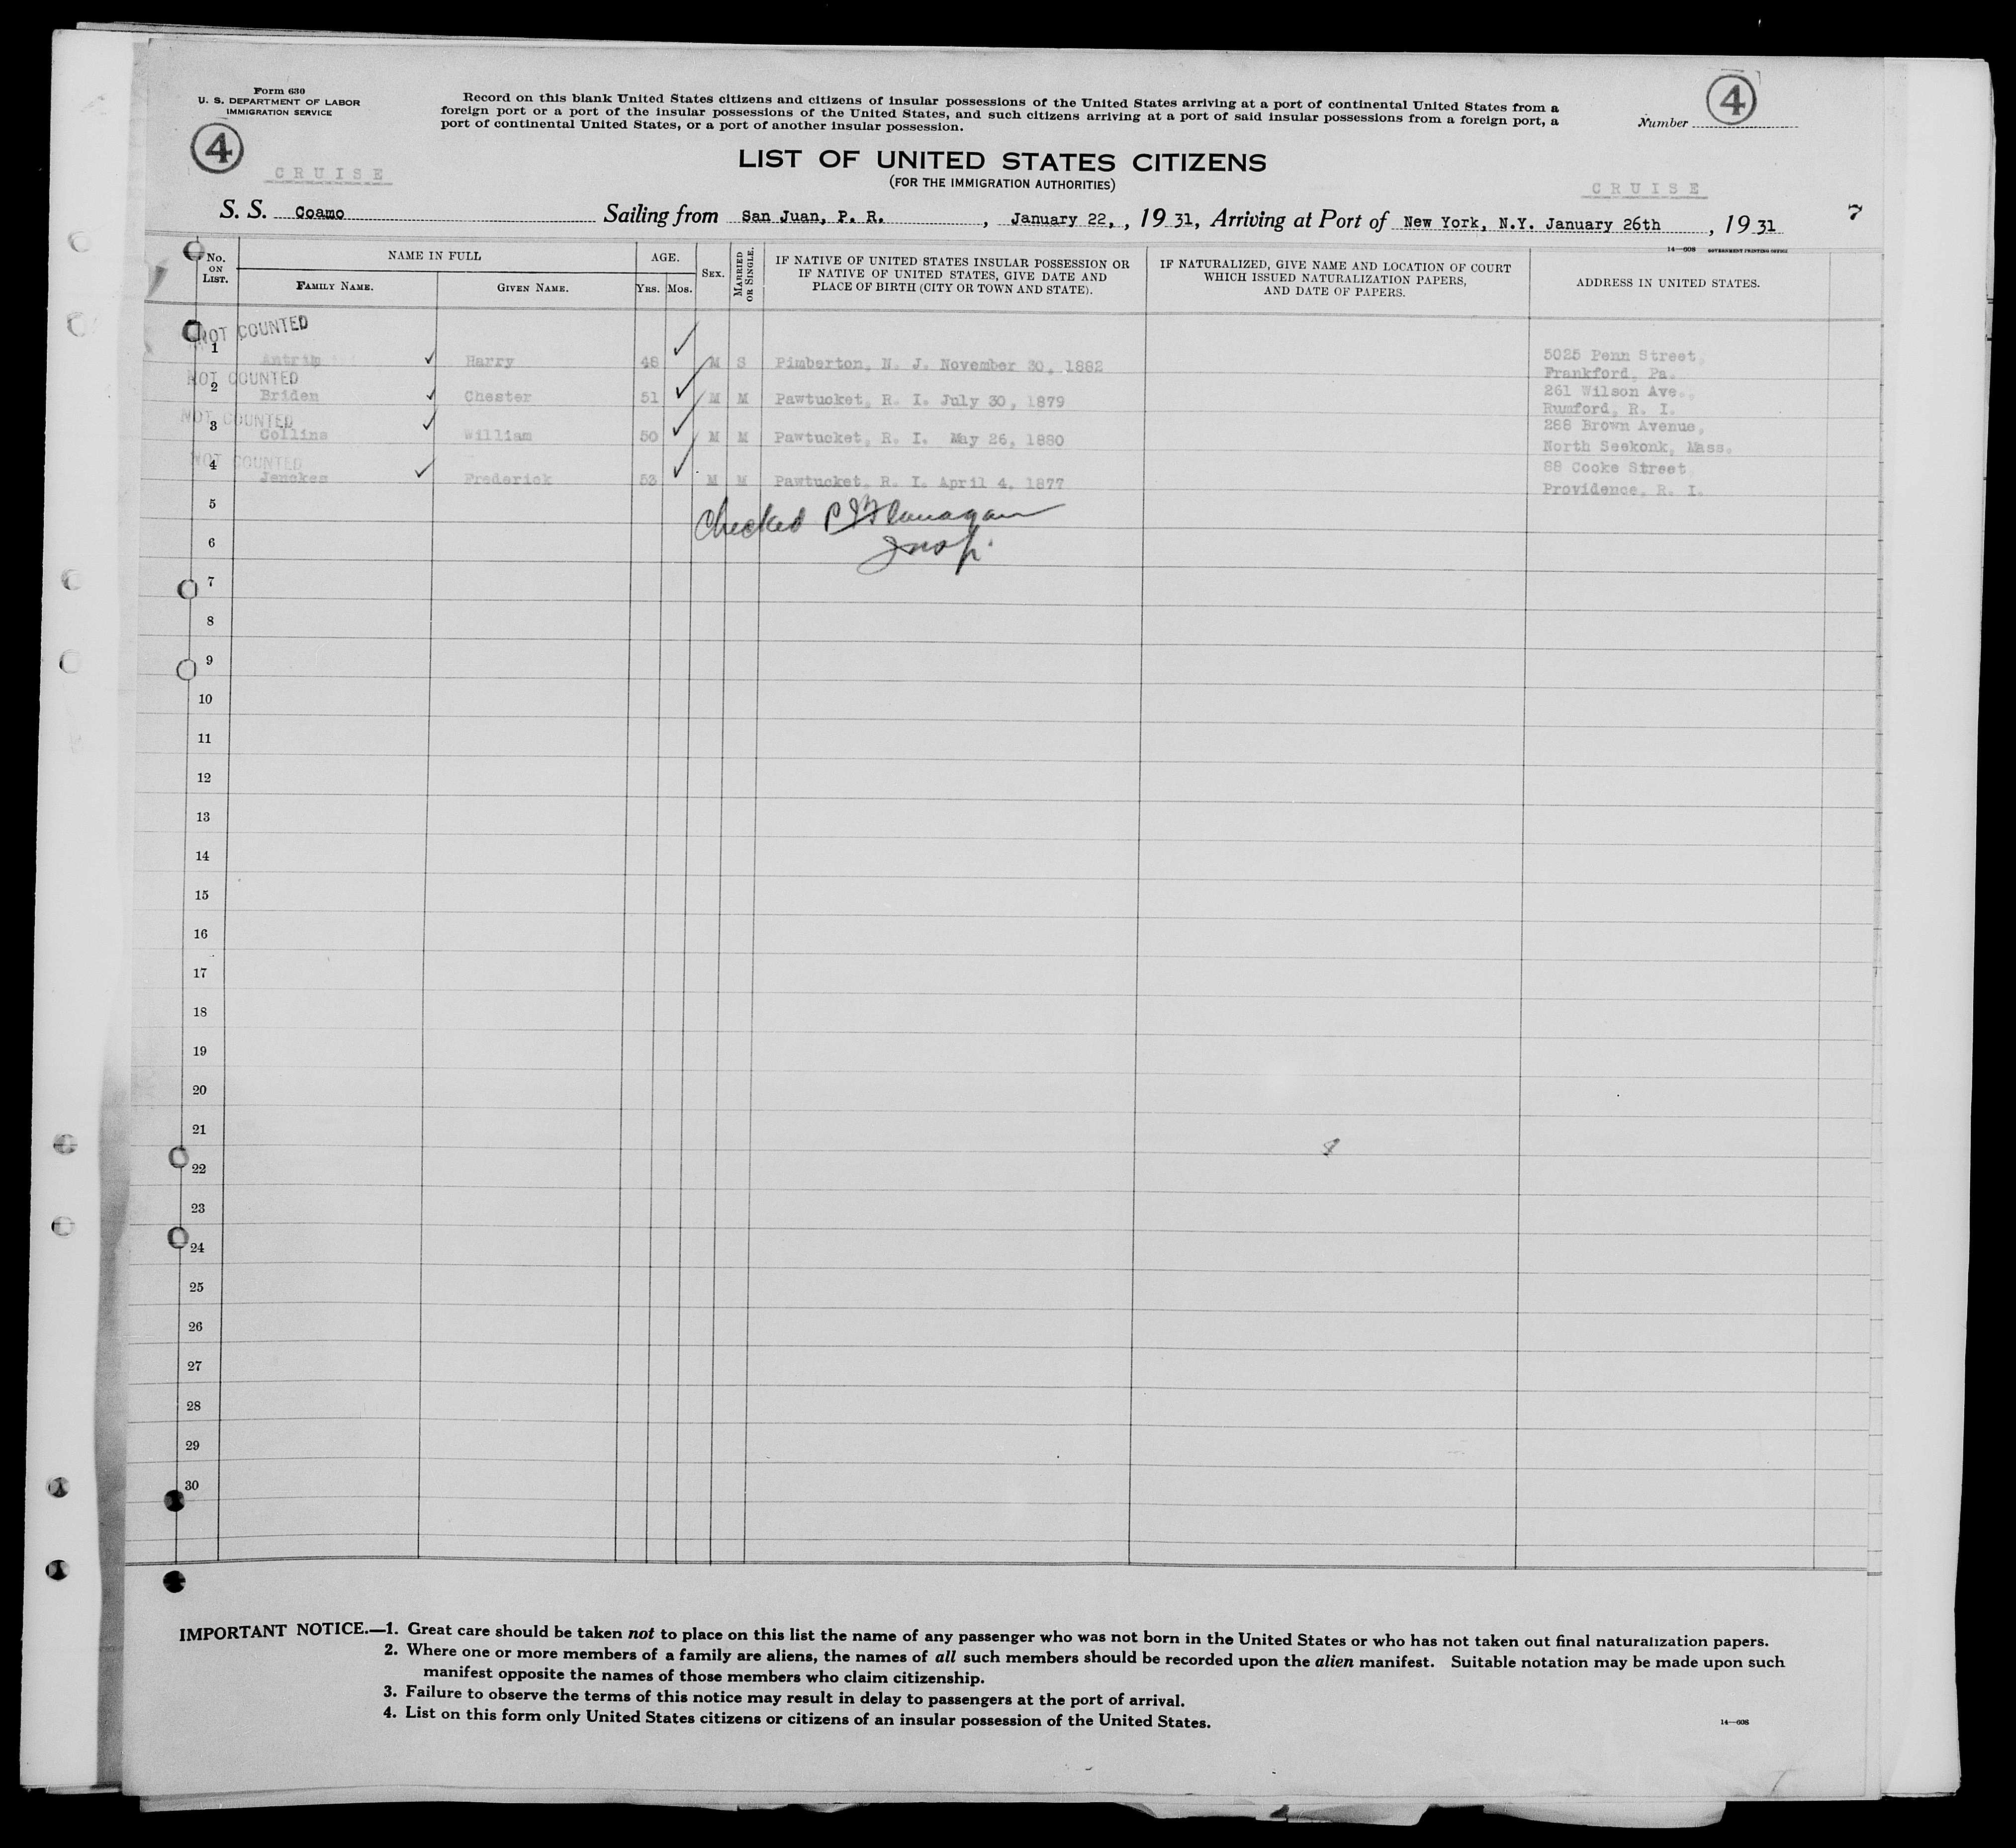 Form 630
U. S. DEPARTMENT OF LABOR
IMMIGRATION SERVICE
Record on this blank United States citizens and citizens of insular possessions of the United States arriving at a port of continental United States from a
foreign port or a port of the insular possessions of the United States, and such citizens arriving at a port of said insular possessions from a foreign port, a
port of continental United States, or a port of another insular possession.
Number 4
4
CRUISE
LIST OF UNITED STATES CITIZENS
(FOR THE IMMIGRATION AUTHORITIES)
CRUISE
S. S. Coamo Sailing from San Juan, P. R. , January 22, , 19 31, Arriving at Port of New York, N.Y. January 26th , 19 31
7
14—608 GOVERNMENT PRINTING OFFICE
No. ON LIST. NAME IN FULL FAMILY NAME. GIVEN NAME. AGE. YRS. MOS. SEX. MARRIED OR SINGLE.
IF NATIVE OF UNITED STATES INSULAR POSSESSION OR
IF NATIVE OF UNITED STATES, GIVE DATE AND
PLACE OF BIRTH (CITY OR TOWN AND STATE).
IF NATURALIZED, GIVE NAME AND LOCATION OF COURT
WHICH ISSUED NATURALIZATION PAPERS,
AND DATE OF PAPERS.
ADDRESS IN UNITED STATES.
NOT COUNTED
1 Antrim Harry 48 M S Pimberton, N. J. November 30, 1882 5025 Penn Street,
Frankford, Pa.
NOT COUNTED
2 Briden Chester 51 M M Pawtucket, R. I. July 30, 1879 261 Wilson Ave.,
Rumford, R. I.
NOT COUNTED
3 Collins William 50 M M Pawtucket, R. I. May 26, 1880 288 Brown Avenue,
North Seekonk, Mass.
NOT COUNTED
4 Jenckes Frederick 53 M M Pawtucket, R. I. April 4, 1877 88 Cooke Street
Providence, R. I.
5
Checked P J Flanagan
6
Insp.
7
8
9
10
11
12
13
14
15
16
17
18
19
20
21
22
23
24
25
26
27
28
29
30
IMPORTANT NOTICE.—1. Great care should be taken not to place on this list the name of any passenger who was not born in the United States or who has not taken out final naturalization papers.
2. Where one or more members of a family are aliens, the names of all such members should be recorded upon the alien manifest. Suitable notation may be made upon such
manifest opposite the names of those members who claim citizenship.
3. Failure to observe the terms of this notice may result in delay to passengers at the port of arrival.
4. List on this form only United States citizens or citizens of an insular possession of the United States.
14—608